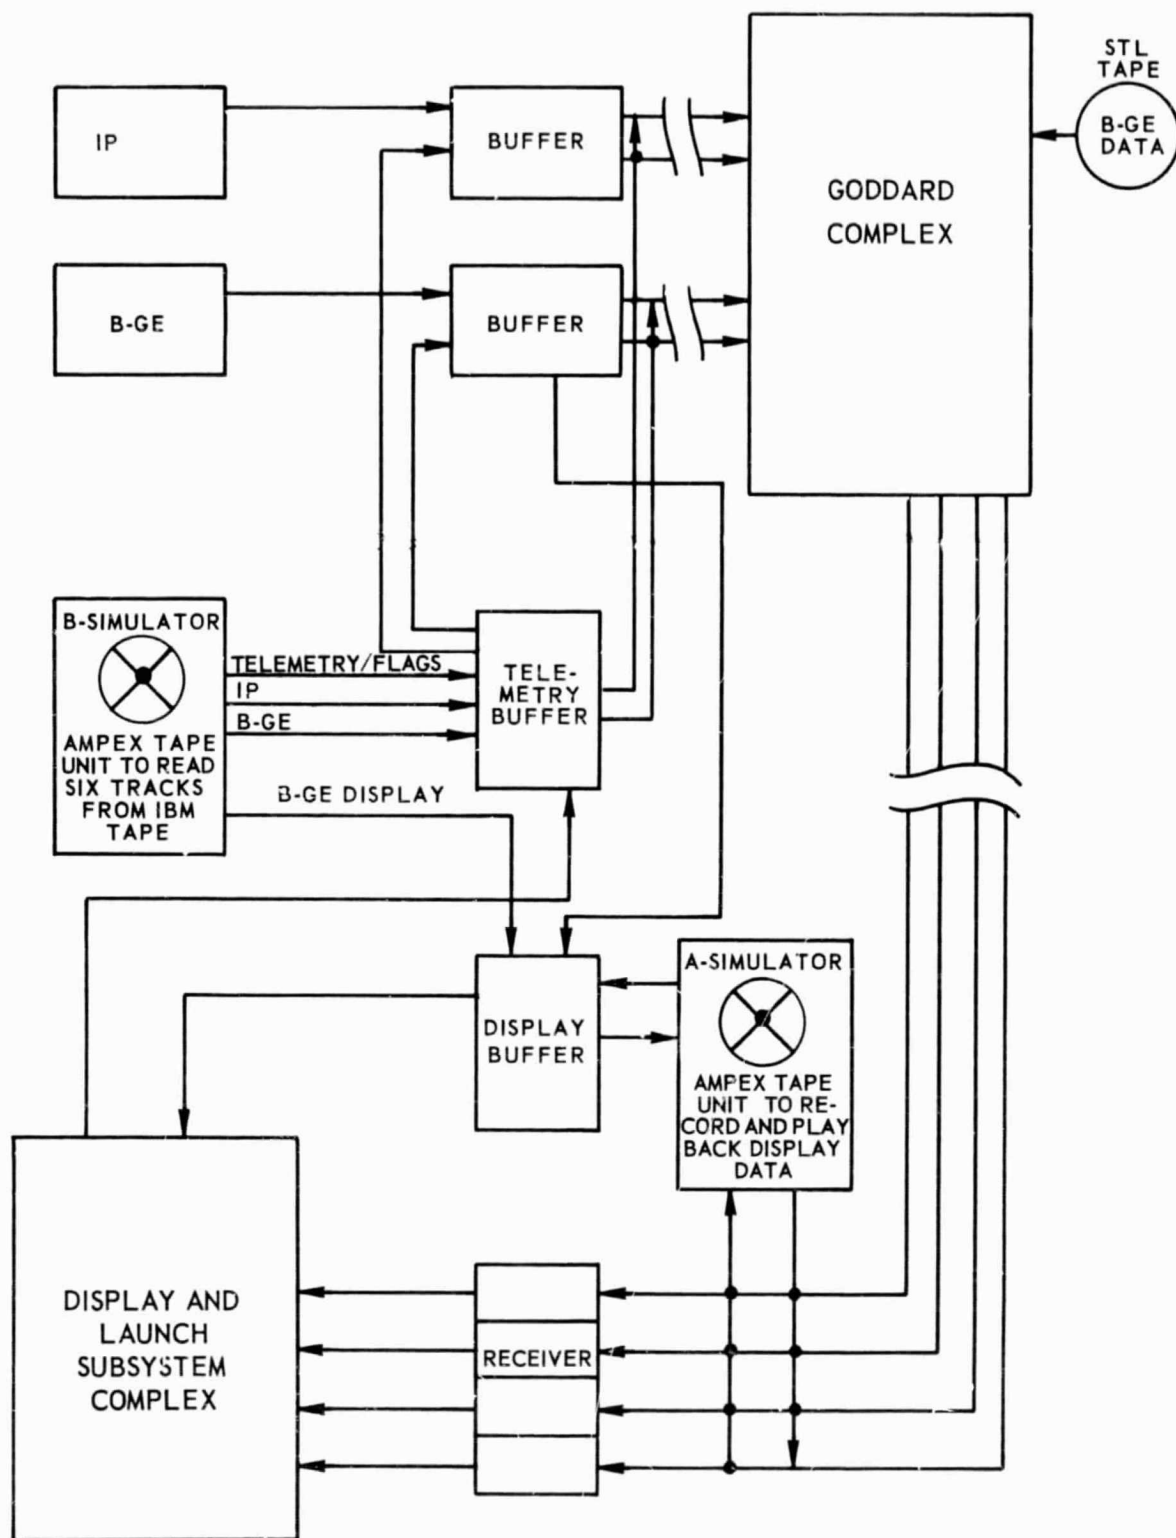 STL
TAPE
B-GE
DATA
IP
BUFFER
GODDARD
COMPLEX
B-GE
BUFFER
B-SIMULATOR
AMPEX TAPE
UNIT TO READ
SIX TRACKS
FROM IBM
TAPE
TELEMETRY/FLAGS
IP
B-GE
B-GE DISPLAY
TELE-
METRY
BUFFER
DISPLAY
BUFFER
A-SIMULATOR
AMPEX TAPE
UNIT TO RE-
CORD AND PLAY
BACK DISPLAY
DATA
DISPLAY AND
LAUNCH
SUBSYSTEM
COMPLEX
RECEIVER